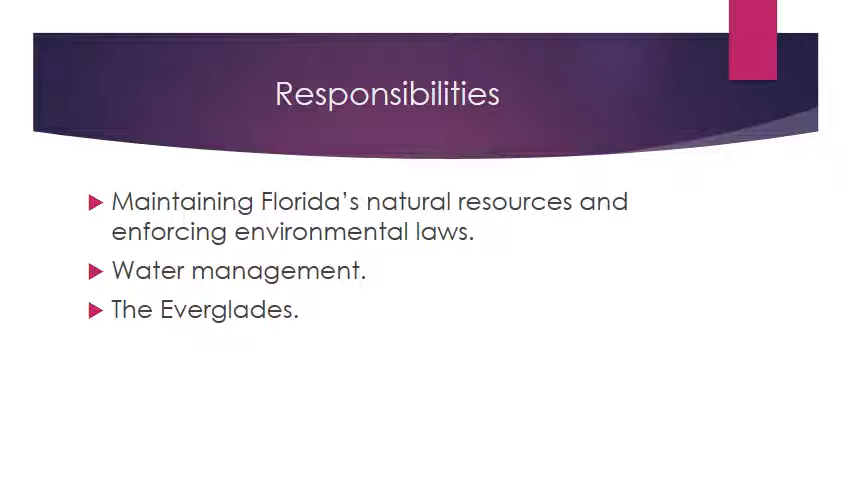 Responsibilities
Maintaining Florida’s natural resources and
enforcing environmental laws.
Water management.
The Everglades.